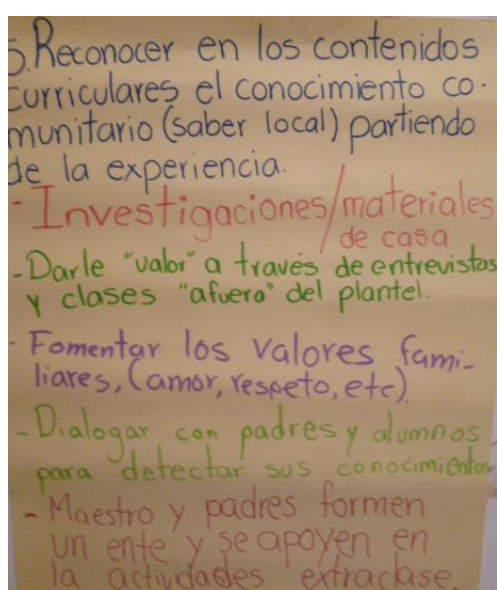 5. Reconocer en los contenidos
curriculares el conocimiento co-
munitario (saber local) partiendo
de la experiencia.
- Investigaciones/materiales
de casa
- Darle "valor" a través de entrevistas
y clases "afuera" del plantel.
- Fomentar los valores fami-
liares, (amor, respeto, etc)
- Dialogar con padres y alumnos
para detectar sus conocimientos
- Maestro y padres formen
un ente y se apoyen en
la actividades extraclase.